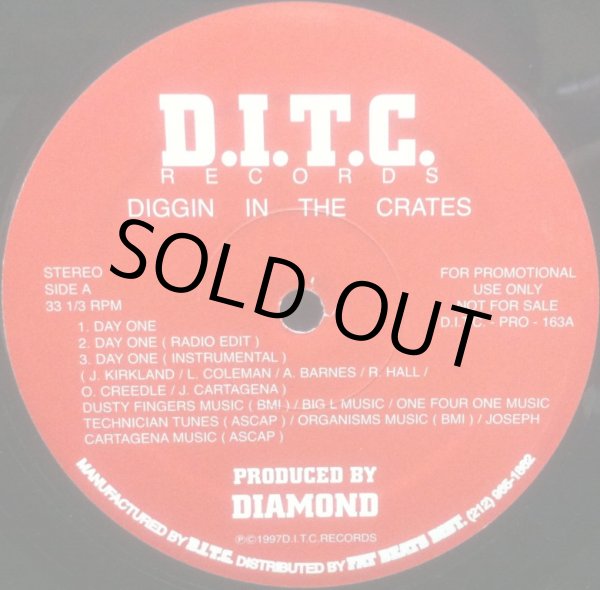 D.I.T.C.
RECORDS
DIGGIN IN THE CRATES
SOLD OUT
STEREO
SIDE A
33 1/3 RPM
FOR PROMOTIONAL
USE ONLY
NOT FOR SALE
D.I.T.C. - PRO - 163A
1. DAY ONE
2. DAY ONE ( RADIO EDIT )
3. DAY ONE ( INSTRUMENTAL )
( J. KIRKLAND / L. COLEMAN / A. BARNES / R. HALL /
O. CREEDLE / J. CARTAGENA )
DUSTY FINGERS MUSIC ( BMI ) / BIG L MUSIC / ONE FOUR ONE MUSIC
TECHNICIAN TUNES ( ASCAP ) / ORGANISMS MUSIC ( BMI ) / JOSEPH
CARTAGENA MUSIC ( ASCAP )
PRODUCED BY
DIAMOND
℗©1997D.I.T.C.RECORDS
MANUFACTURED BY D.I.T.C. DISTRIBUTED BY FAT BEATS DIST. (212)